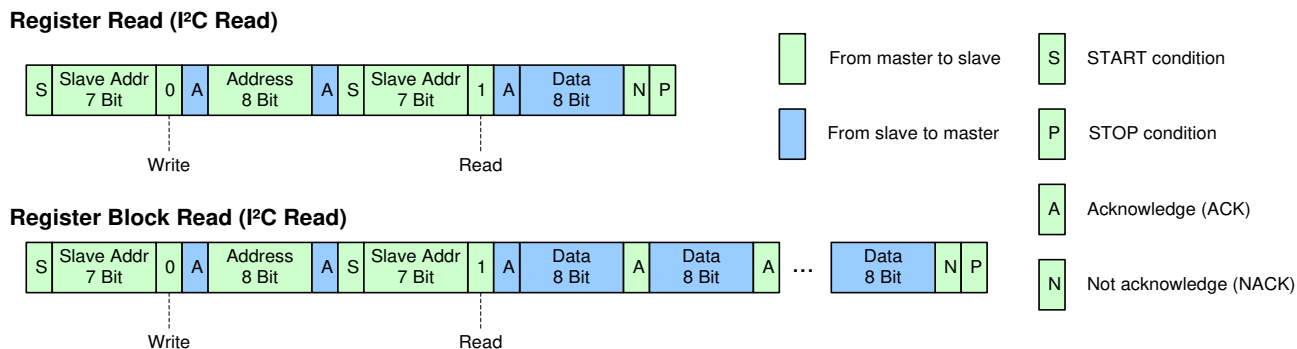 Register Read (I²C Read)
S Slave Addr 7 Bit 0 A Address 8 Bit A S Slave Addr 7 Bit 1 A Data 8 Bit N P
Write Read
Register Block Read (I²C Read)
S Slave Addr 7 Bit 0 A Address 8 Bit A S Slave Addr 7 Bit 1 A Data 8 Bit A Data 8 Bit A ... Data 8 Bit N P
Write Read
From master to slave
From slave to master
S START condition
P STOP condition
A Acknowledge (ACK)
N Not acknowledge (NACK)